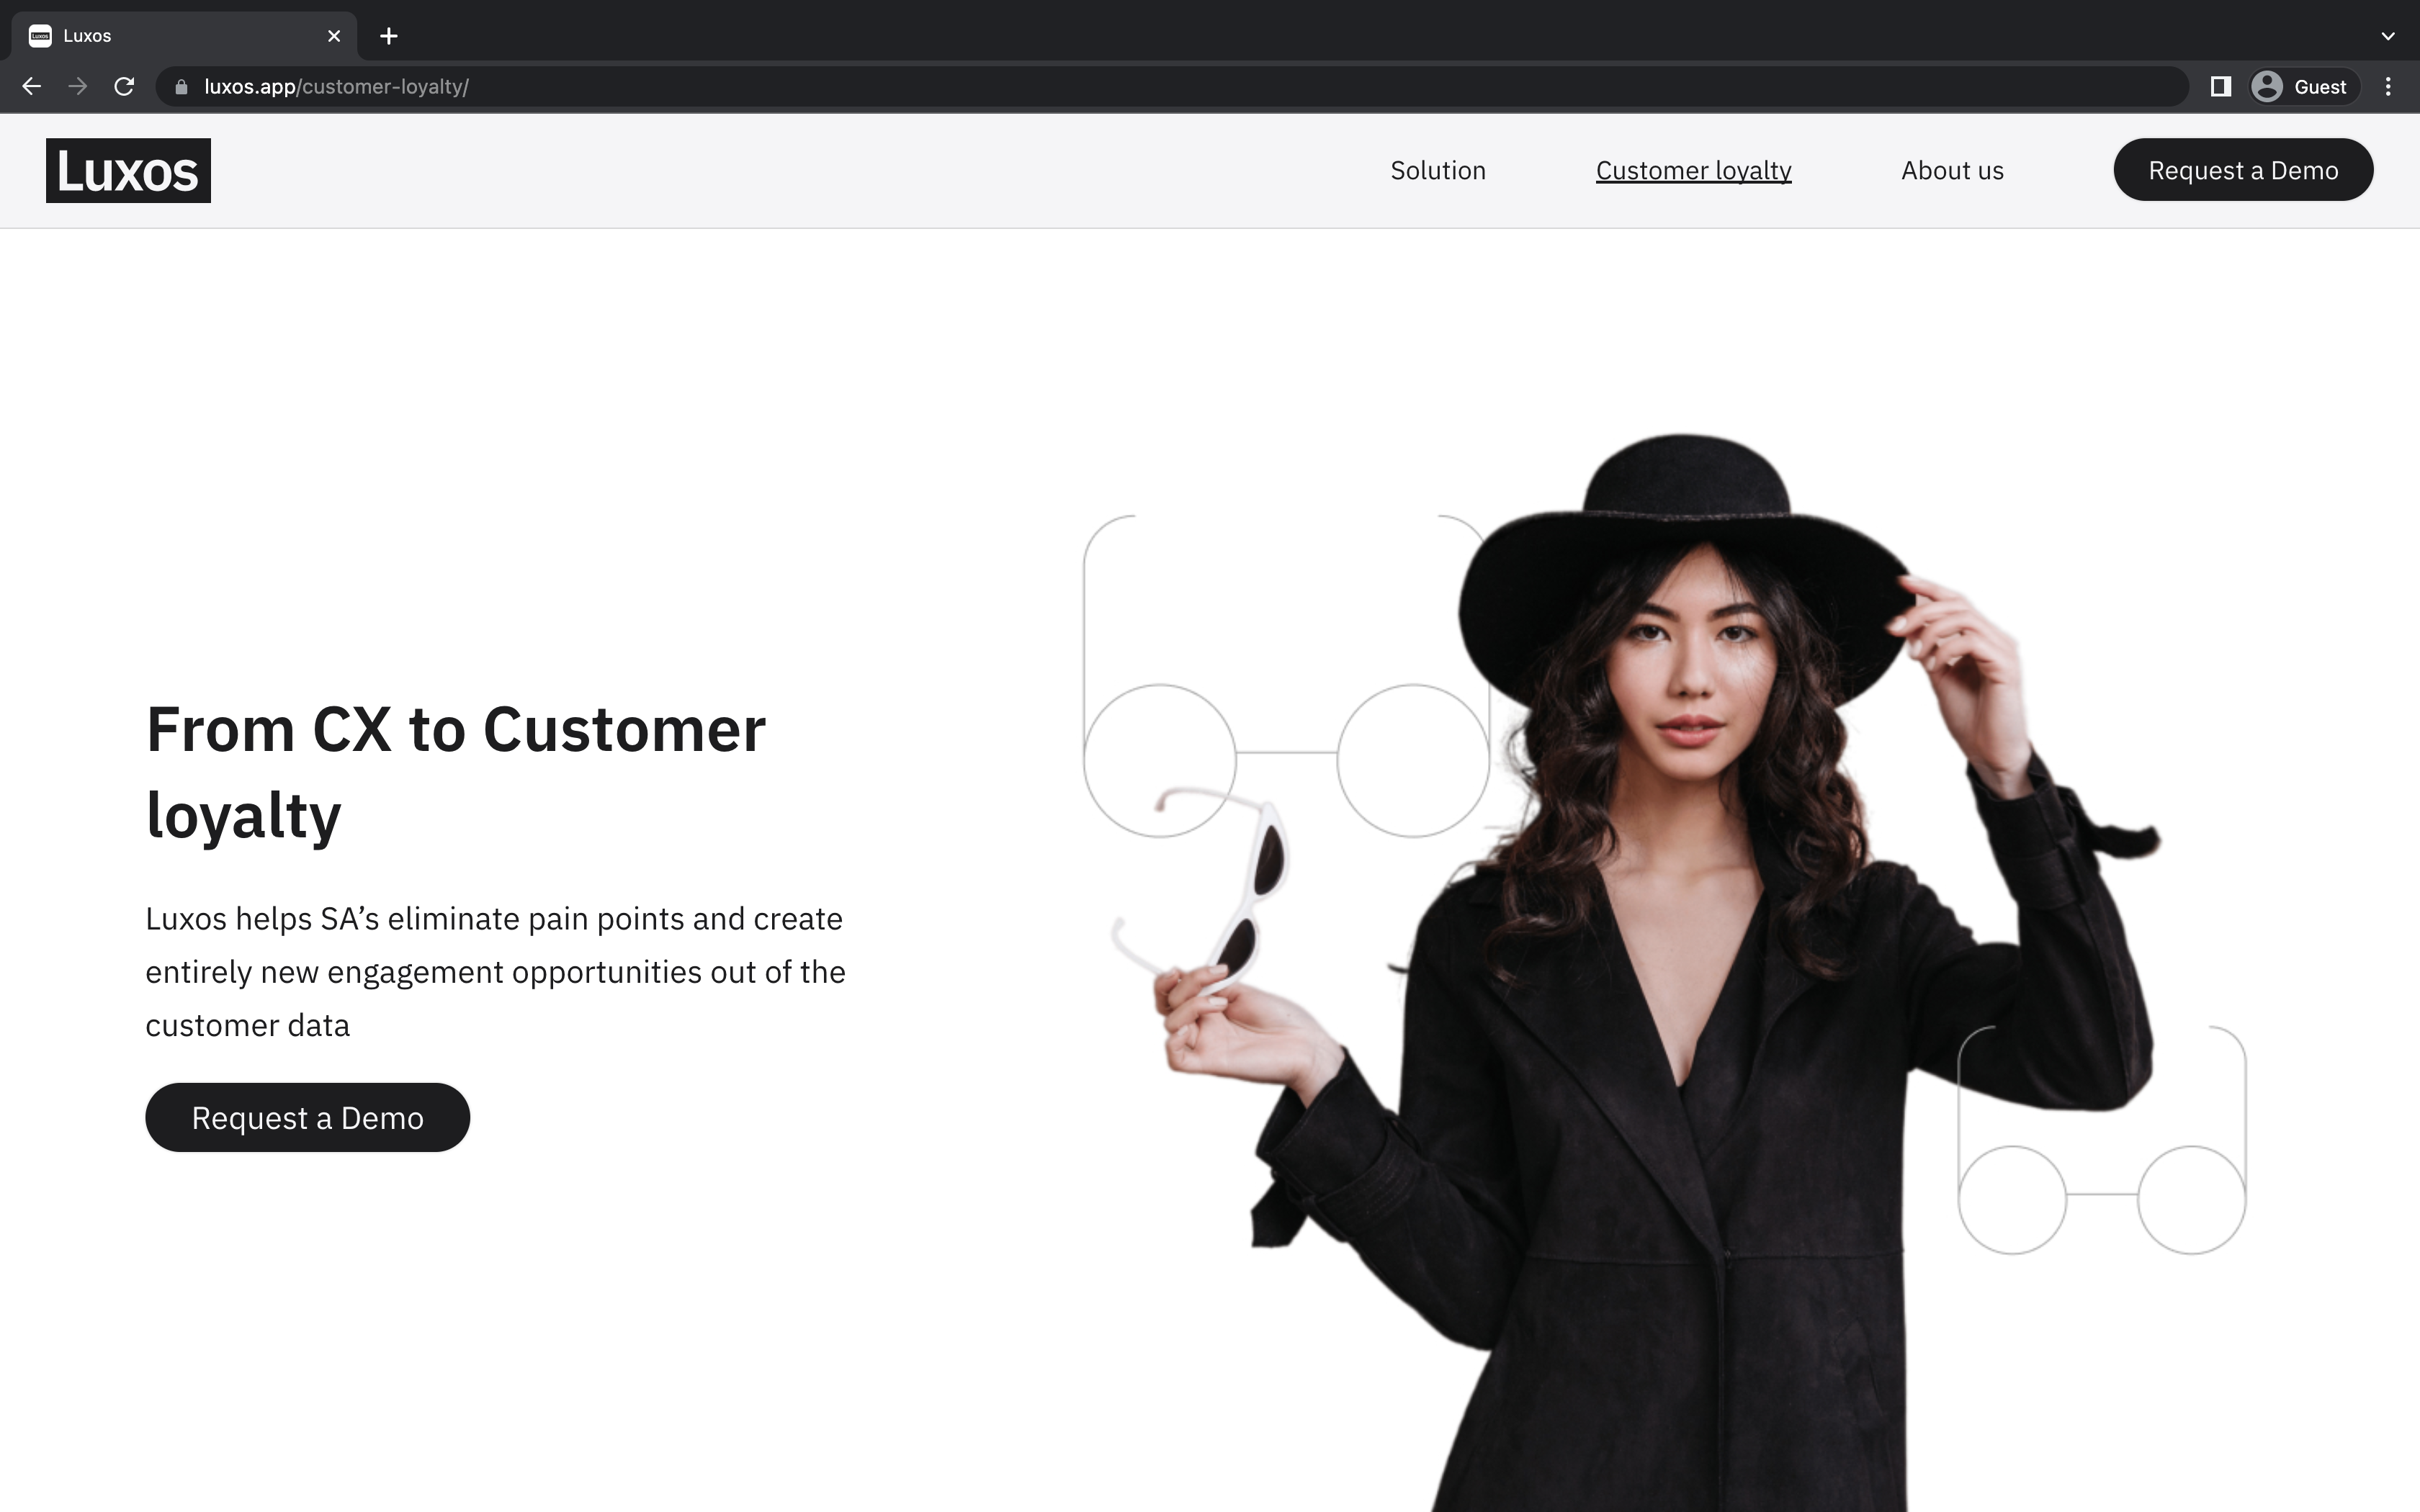 Luxos
luxos.app/customer-loyalty/
Guest
Luxos
Solution
Customer loyalty
About us
Request a Demo
From CX to Customer
loyalty
Luxos helps SA’s eliminate pain points and create
entirely new engagement opportunities out of the
customer data
Request a Demo